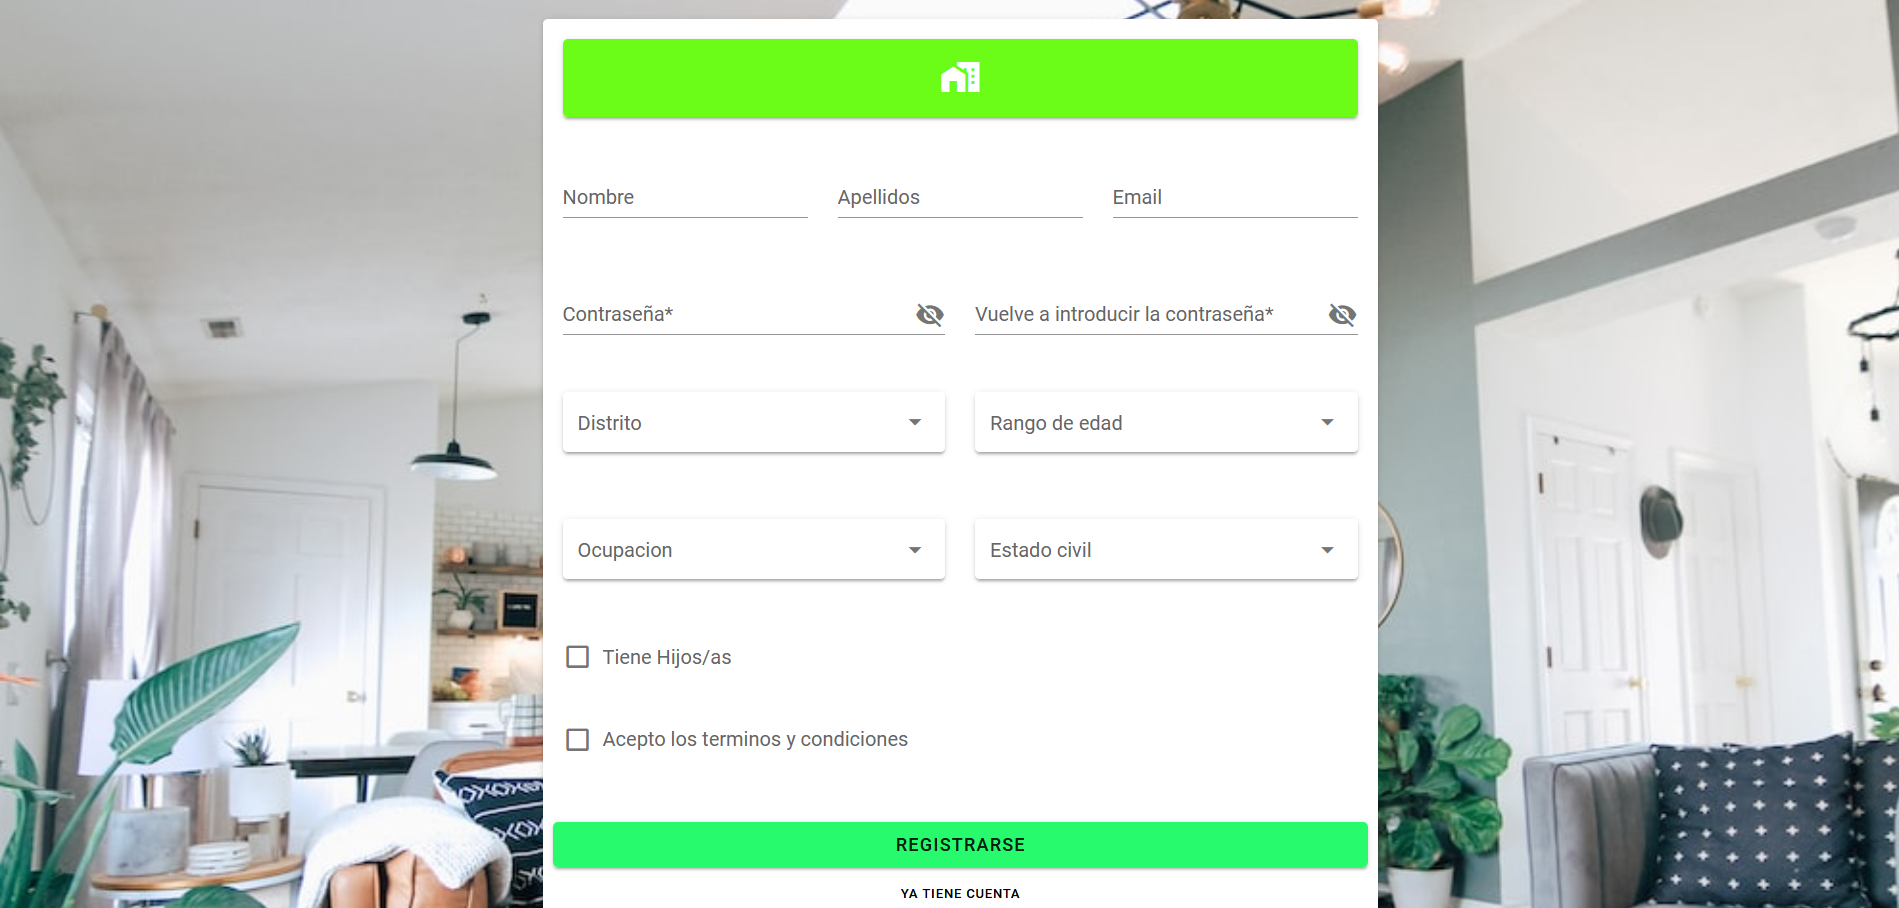 Nombre Apellidos Email
Contraseña* Vuelve a introducir la contraseña*
Distrito Rango de edad
Ocupacion Estado civil
Tiene Hijos/as
Acepto los terminos y condiciones
REGISTRARSE
YA TIENE CUENTA